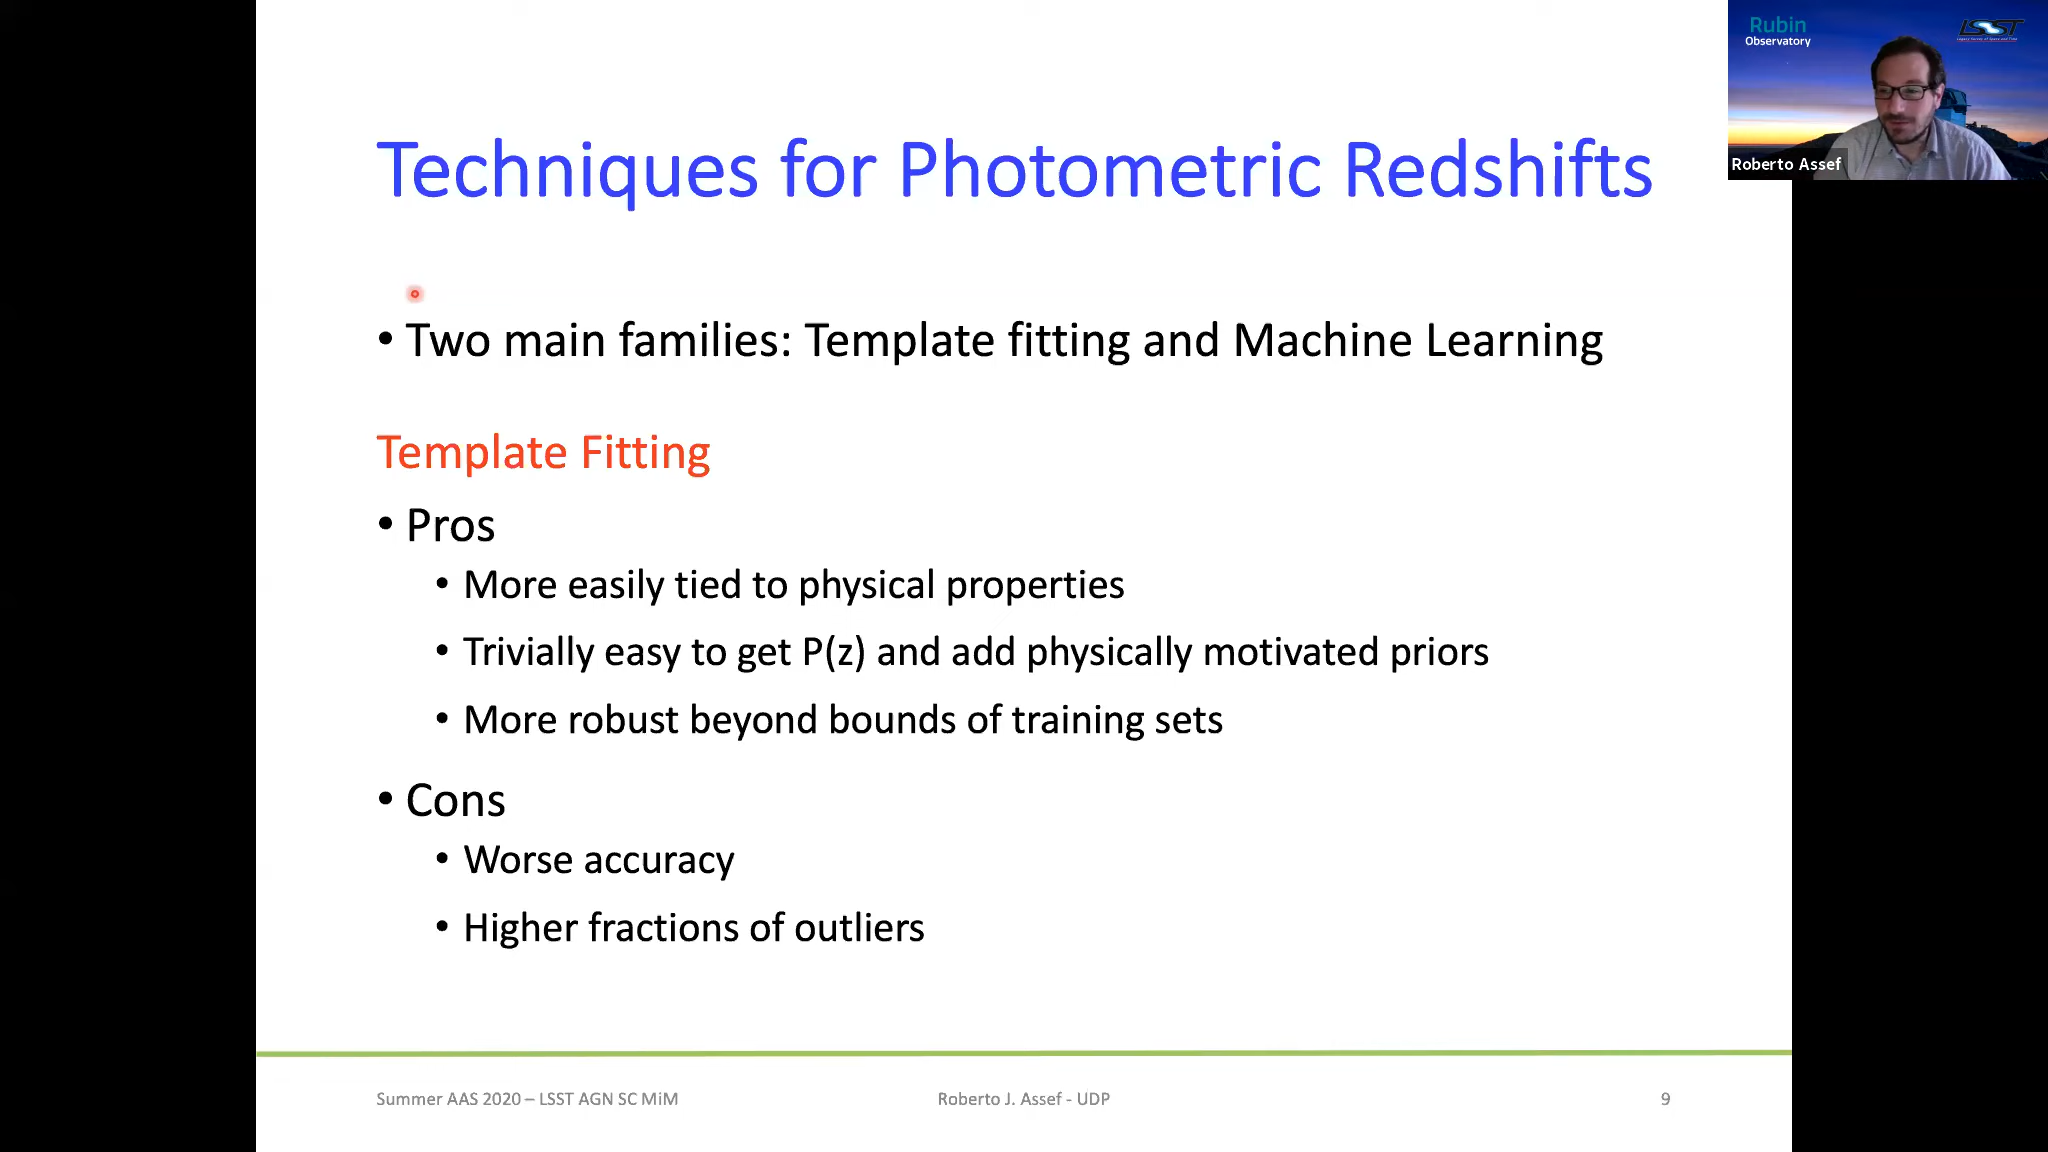 Rubin
Observatory
LSST
Roberto Assef
Techniques for Photometric Redshifts
• Two main families: Template fitting and Machine Learning
Template Fitting
• Pros
• More easily tied to physical properties
• Trivially easy to get P(z) and add physically motivated priors
• More robust beyond bounds of training sets
• Cons
• Worse accuracy
• Higher fractions of outliers
Summer AAS 2020 – LSST AGN SC MiM
Roberto J. Assef - UDP
9